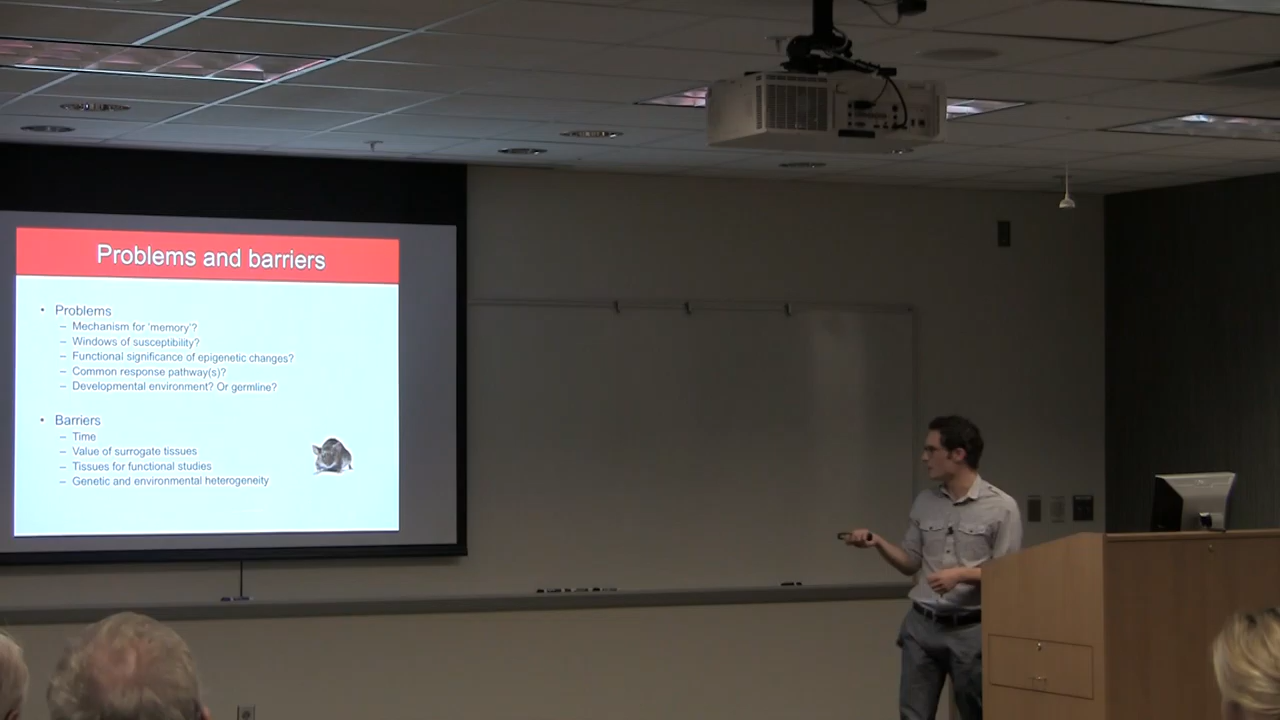 Problems and barriers
• Problems
– Mechanism for 'memory'?
– Windows of susceptibility?
– Functional significance of epigenetic changes?
– Common response pathway(s)?
– Developmental environment? Or germline?
• Barriers
– Time
– Value of surrogate tissues
– Tissues for functional studies
– Genetic and environmental heterogeneity